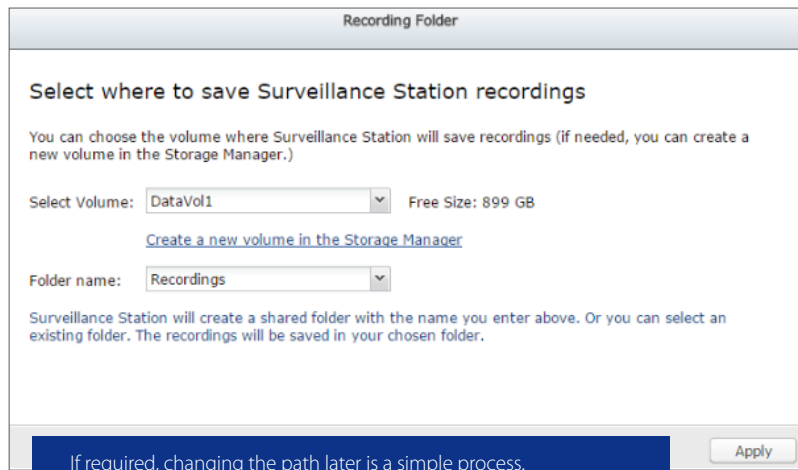 Recording Folder
Select where to save Surveillance Station recordings
You can choose the volume where Surveillance Station will save recordings (if needed, you can create a
new volume in the Storage Manager.)
Select Volume: DataVol1 Free Size: 899 GB
Create a new volume in the Storage Manager
Folder name: Recordings
Surveillance Station will create a shared folder with the name you enter above. Or you can select an
existing folder. The recordings will be saved in your chosen folder.
Apply
If required, changing the path later is a simple process.